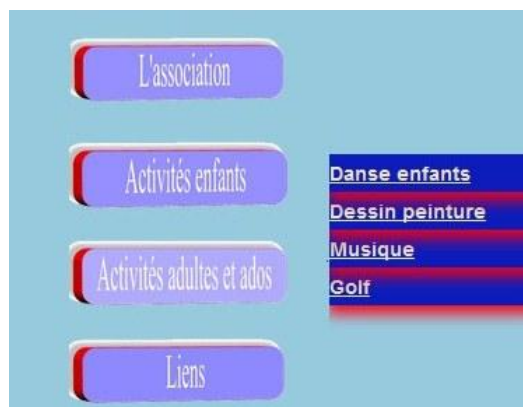 L'association
Activités enfants
Activités adultes et ados
Liens
Danse enfants
Dessin peinture
Musique
Golf